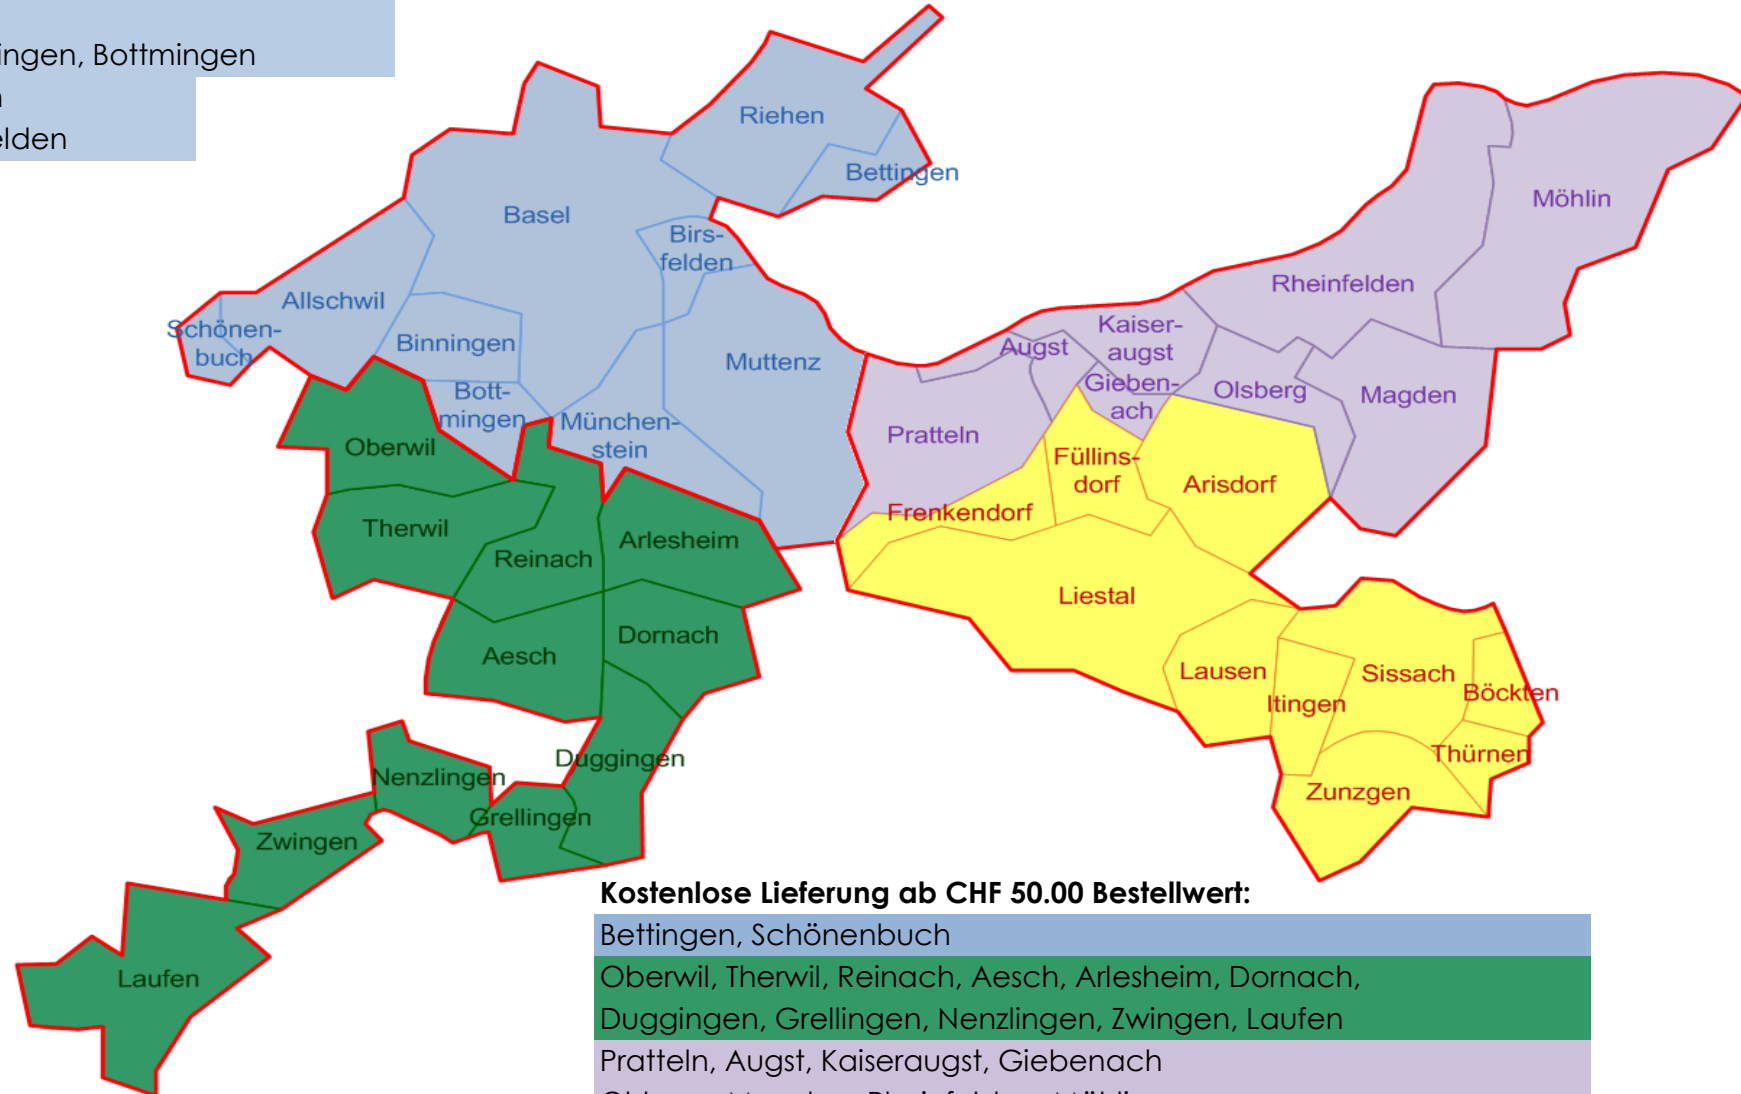 Bottmingen
Riehen
Bettingen
Basel
Birs-
felden
Allschwil
Schönen-
buch
Binningen
Bott-
mingen
Muttenz
München-
stein
Möhlin
Rheinfelden
Kaiser-
augst
Augst
Gieben-
ach
Olsberg
Magden
Pratteln
Oberwil
Therwil
Reinach
Arlesheim
Aesch
Dornach
Duggingen
Nenzlingen
Grellingen
Zwingen
Laufen
Füllins-
dorf
Arisdorf
Frenkendorf
Liestal
Lausen
Itingen
Sissach
Böckten
Thürnen
Zunzgen
Kostenlose Lieferung ab CHF 50.00 Bestellwert:
Bettingen, Schönenbuch
Oberwil, Therwil, Reinach, Aesch, Arlesheim, Dornach,
Duggingen, Grellingen, Nenzlingen, Zwingen, Laufen
Pratteln, Augst, Kaiseraugst, Giebenach